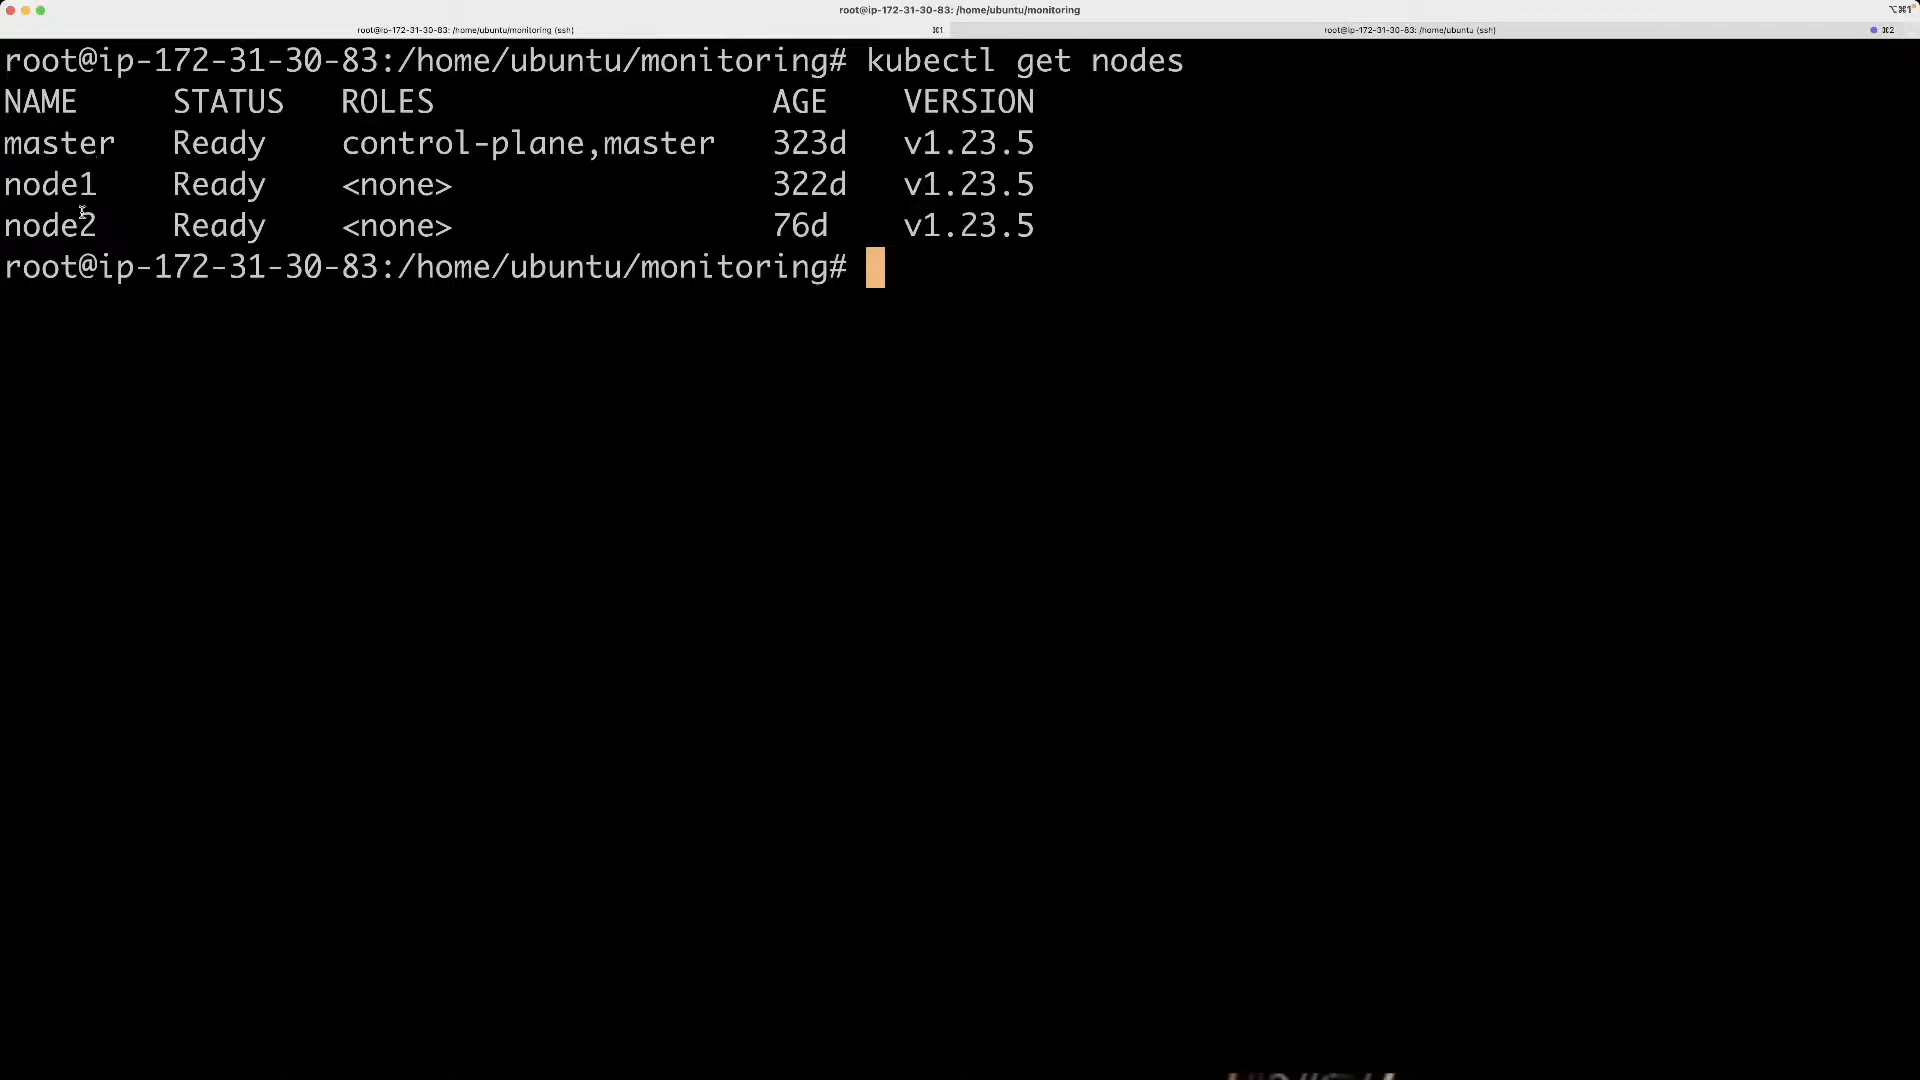 root@ip-172-31-30-83: /home/ubuntu/monitoring
⌥⌘1
root@ip-172-31-30-83: /home/ubuntu/monitoring (ssh)
⌘1
root@ip-172-31-30-83: /home/ubuntu (ssh)
⌘2
root@ip-172-31-30-83:/home/ubuntu/monitoring# kubectl get nodes
NAME STATUS ROLES AGE VERSION
master Ready control-plane,master 323d v1.23.5
node1 Ready <none> 322d v1.23.5
node2 Ready <none> 76d v1.23.5
root@ip-172-31-30-83:/home/ubuntu/monitoring#